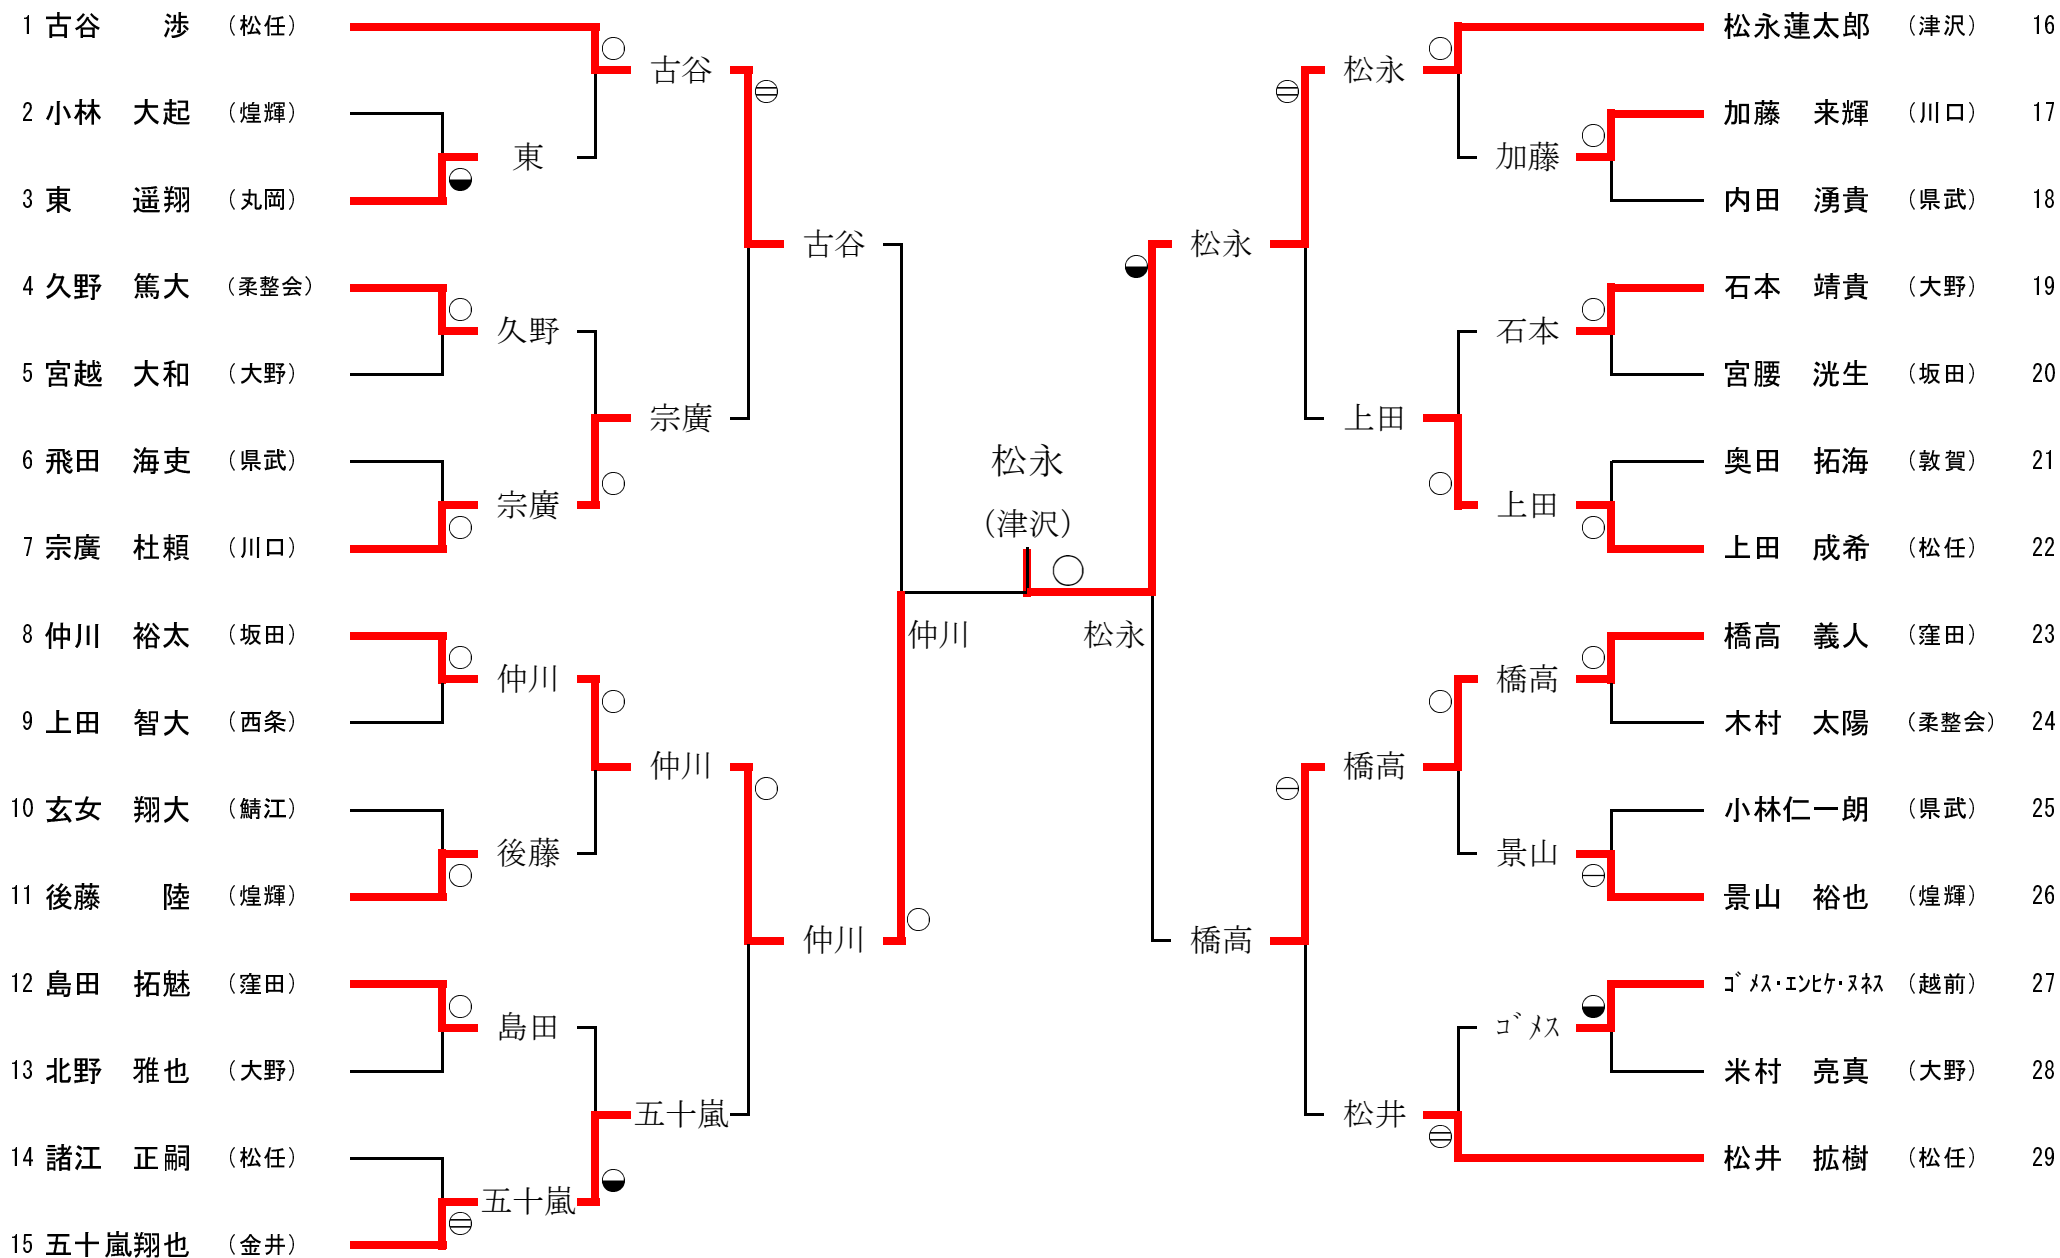 1 古谷　　渉 （松任）
2 小林　大起 （煌輝）
3 東　　遥翔 （丸岡）
4 久野　篤大 （柔整会）
5 宮越　大和 （大野）
6 飛田　海吏 （県武）
7 宗廣　杜頼 （川口）
8 仲川　裕太 （坂田）
9 上田　智大 （西条）
10 玄女　翔大 （鯖江）
11 後藤　　陸 （煌輝）
12 島田　拓魅 （窪田）
13 北野　雅也 （大野）
14 諸江　正嗣 （松任）
15 五十嵐翔也 （金井）
東
久野
宗廣
仲川
後藤
島田
五十嵐
古谷
宗廣
仲川
五十嵐
古谷
仲川
仲川
松永
（津沢）
松永
松永
橋高
松永
上田
橋高
松井
加藤
石本
上田
橋高
景山
ｺﾞﾒｽ
松永蓮太郎 （津沢） 16
加藤　来輝 （川口） 17
内田　湧貴 （県武） 18
石本　靖貴 （大野） 19
宮腰　洸生 （坂田） 20
奥田　拓海 （敦賀） 21
上田　成希 （松任） 22
橋高　義人 （窪田） 23
木村　太陽 （柔整会） 24
小林仁一朗 （県武） 25
景山　裕也 （煌輝） 26
ｺﾞﾒｽ･ｴﾝﾋｹ･ﾇﾈｽ （越前） 27
米村　亮真 （大野） 28
松井　拡樹 （松任） 29